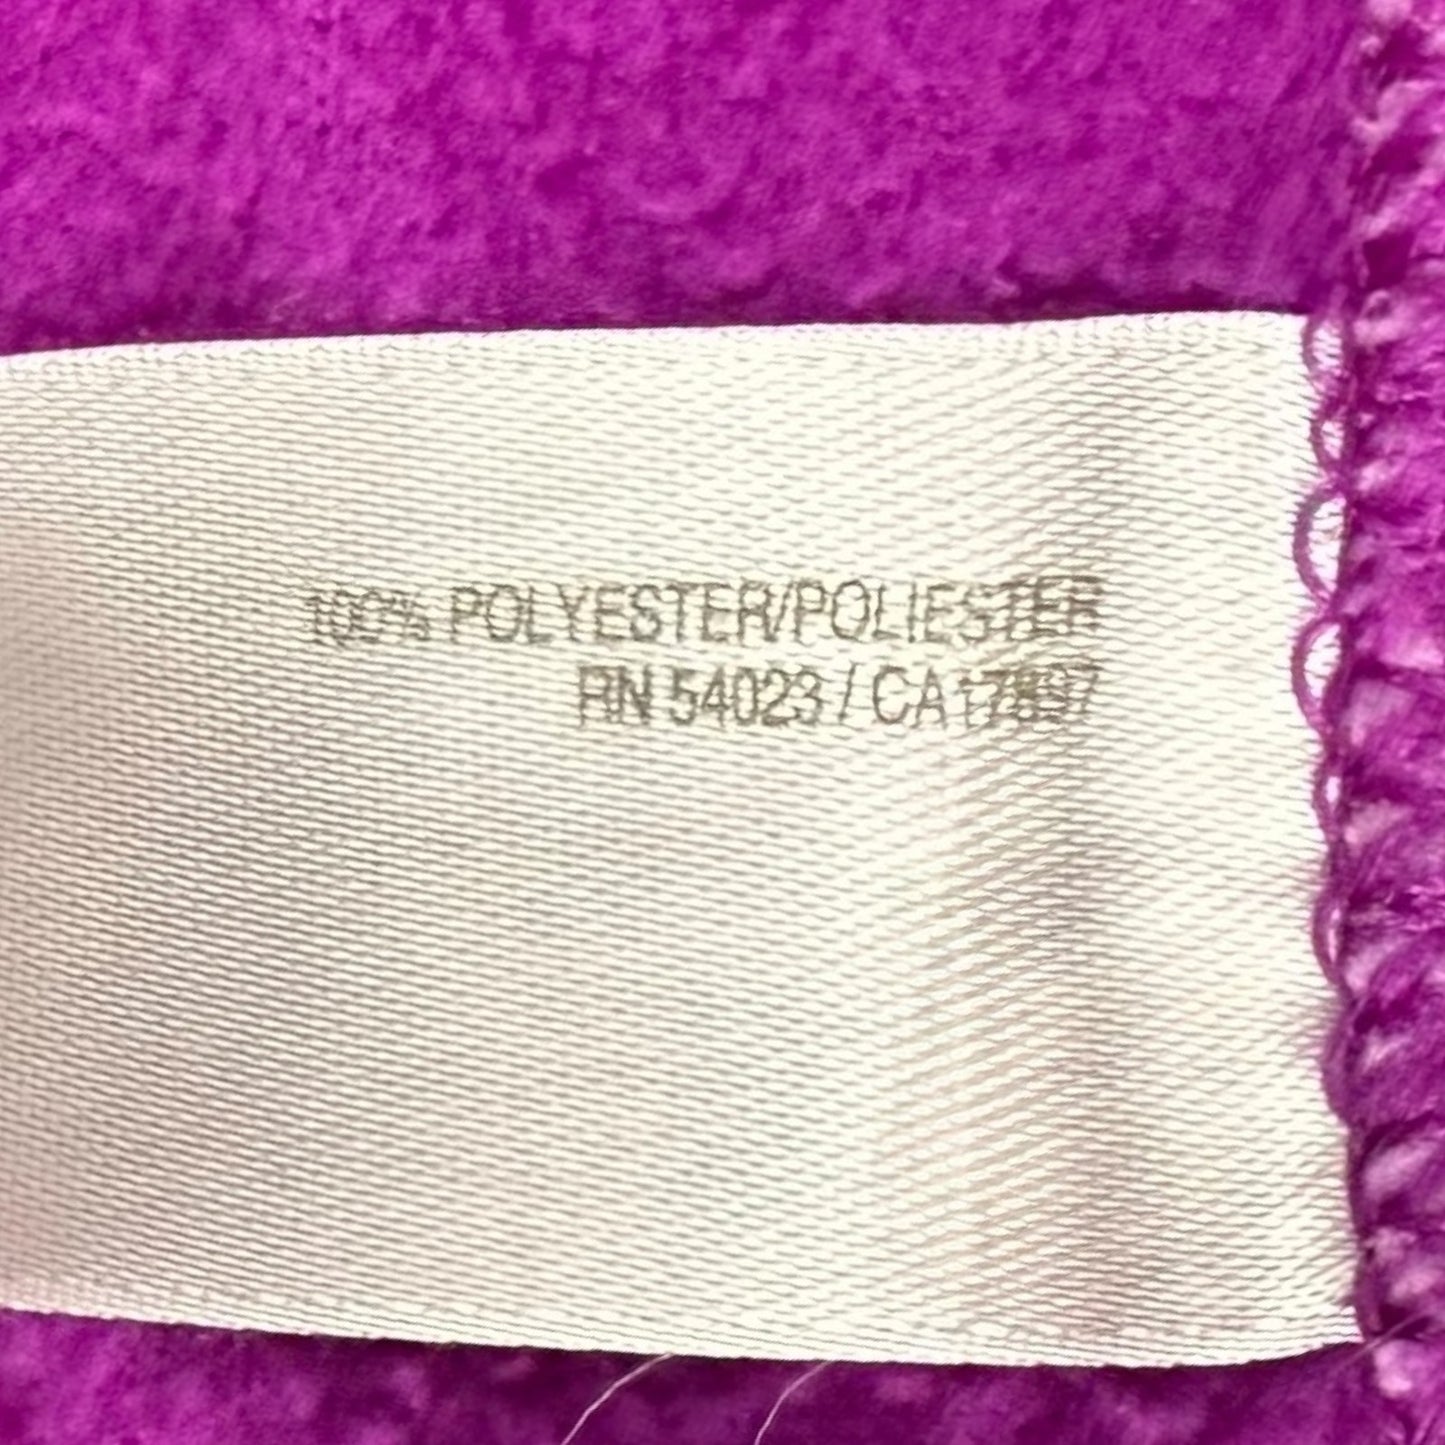 100% POLYESTER/POLIESTER
RN 54023 / CA17897